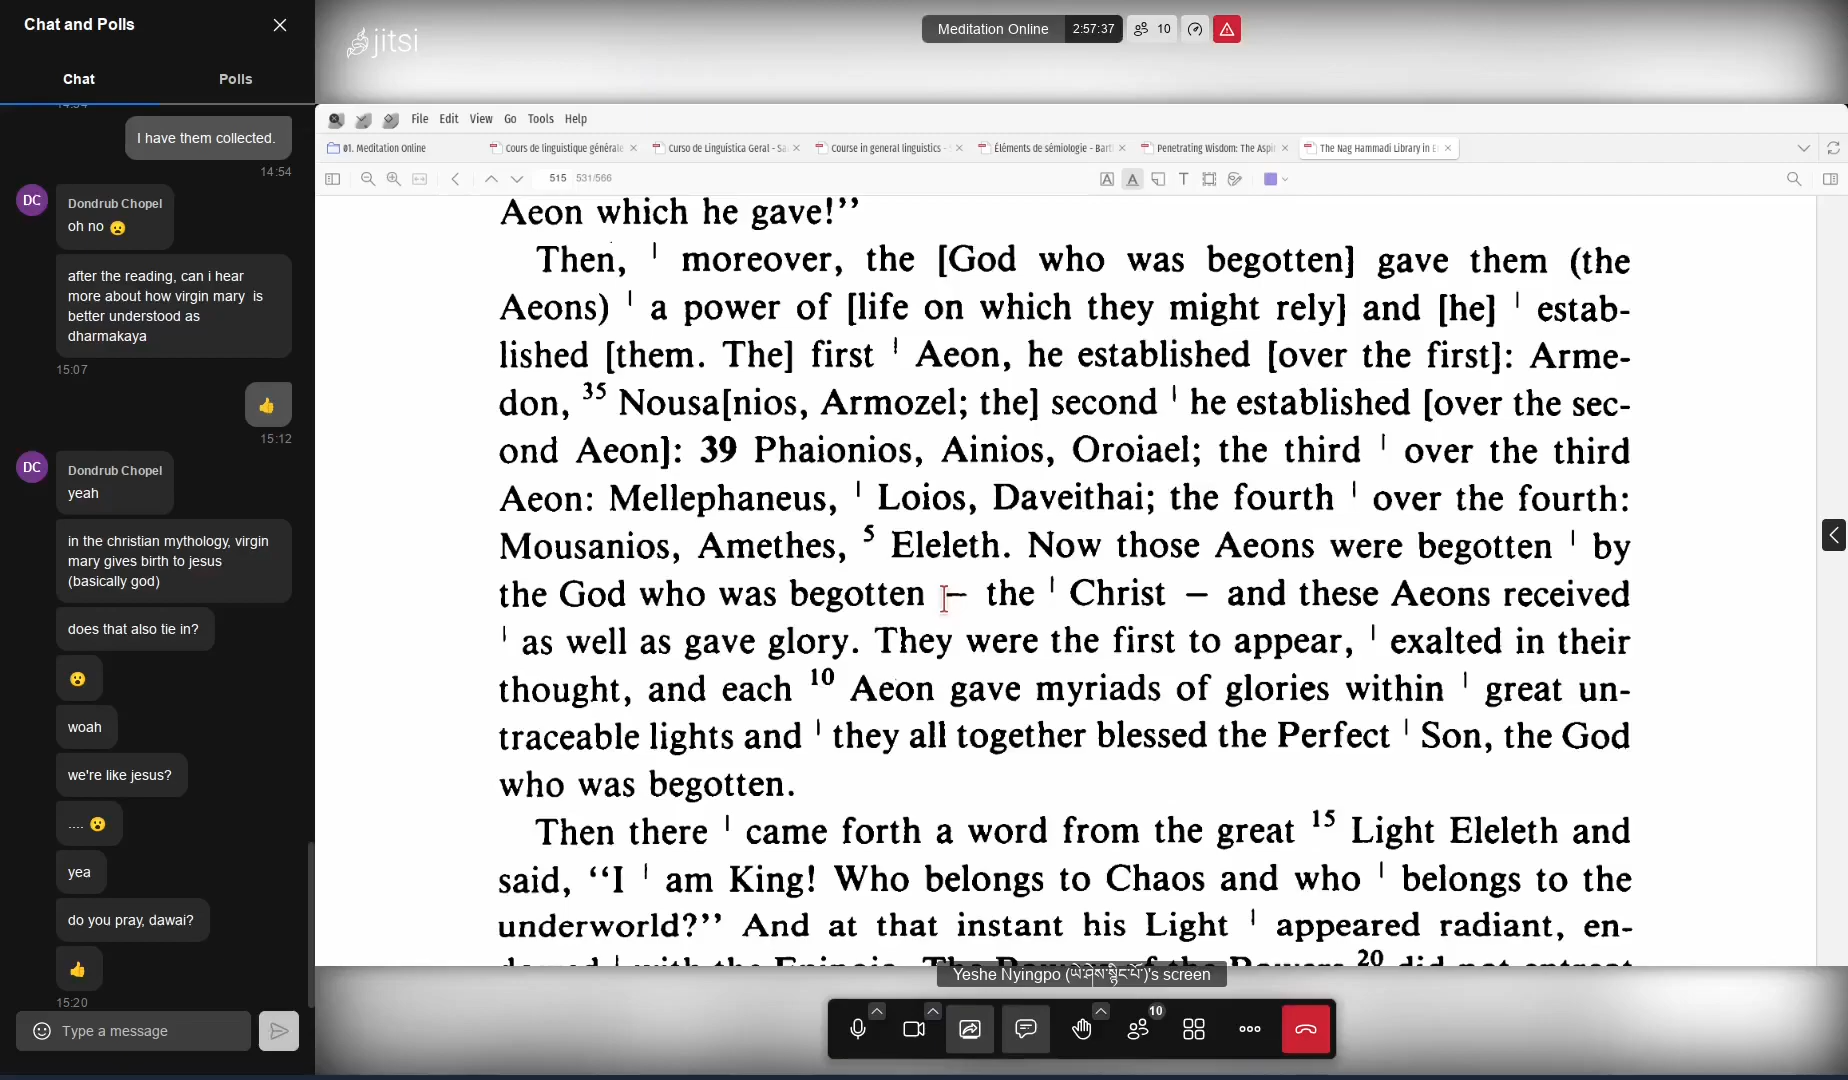 Chat and Polls
Chat
Polls
I have them collected.
14:54
DC
Dondrub Chopel
oh no 😧
after the reading, can i hear
more about how virgin mary is
better understood as
dharmakaya
15:07
👍
15:12
DC
Dondrub Chopel
yeah
in the christian mythology, virgin
mary gives birth to jesus
(basically god)
does that also tie in?
😮
woah
we're like jesus?
.... 😮
yea
do you pray, dawai?
👍
15:20
Type a message
jitsi
Meditation Online 2:57:37 10
File Edit View Go Tools Help
01. Meditation Online
Cours de linguistique générale
Curso de Linguística Geral - Sa
Course in general linguistics -
Éléments de sémiologie - Bart
Penetrating Wisdom: The Aspi
The Nag Hammadi Library in E
515 531/566
Aeon which he gave!’’
Then, ˡ moreover, the [God who was begotten] gave them (the
Aeons) ˡ a power of [life on which they might rely] and [he] ˡ estab-
lished [them. The] first ˡ Aeon, he established [over the first]: Arme-
don, ³⁵ Nousa[nios, Armozel; the] second ˡ he established [over the sec-
ond Aeon]: 39 Phaionios, Ainios, Oroiael; the third ˡ over the third
Aeon: Mellephaneus, ˡ Loios, Daveithai; the fourth ˡ over the fourth:
Mousanios, Amethes, ⁵ Eleleth. Now those Aeons were begotten ˡ by
the God who was begotten – the ˡ Christ – and these Aeons received
ˡ as well as gave glory. They were the first to appear, ˡ exalted in their
thought, and each ¹⁰ Aeon gave myriads of glories within ˡ great un-
traceable lights and ˡ they all together blessed the Perfect ˡ Son, the God
who was begotten.
Then there ˡ came forth a word from the great ¹⁵ Light Eleleth and
said, ‘‘I ˡ am King! Who belongs to Chaos and who ˡ belongs to the
underworld?’’ And at that instant his Light ˡ appeared radiant, en-
dowed ˡ with the Epinoia. The Powers of the Powers ²⁰ did not entreat
Yeshe Nyingpo (ཡེ་ཤེས་སྙིང་པོ་)'s screen
10